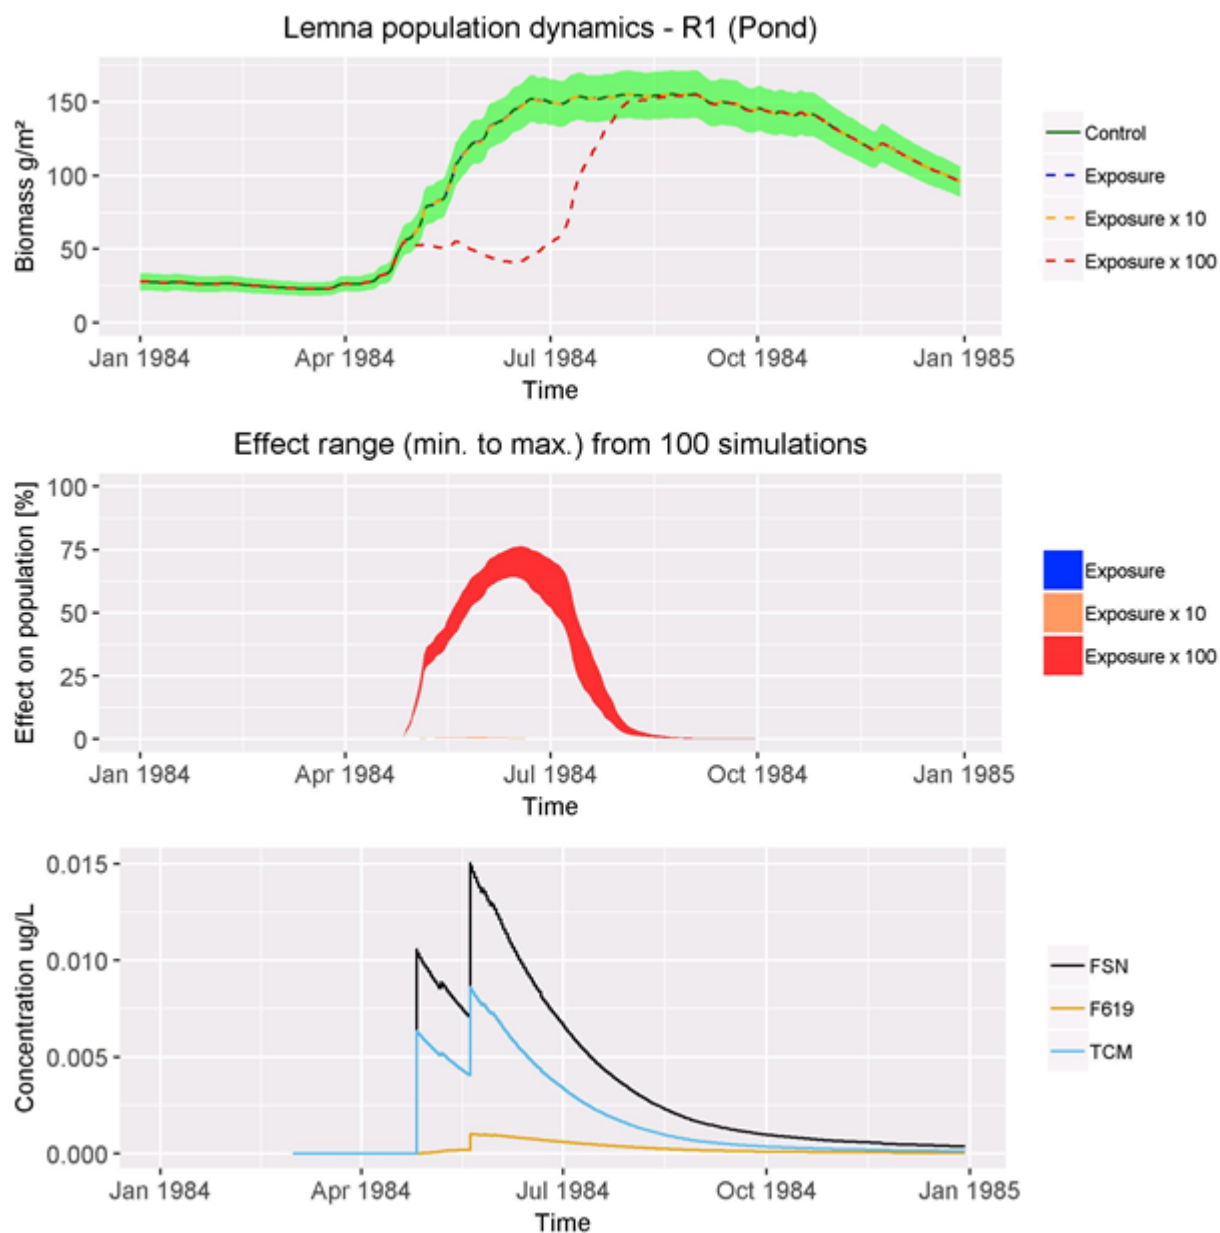 Lemna population dynamics - R1 (Pond)
Biomass g/m²
150
100
50
0
Jan 1984 Apr 1984 Jul 1984 Oct 1984 Jan 1985
Time
Control
Exposure
Exposure x 10
Exposure x 100
Effect range (min. to max.) from 100 simulations
Effect on population [%]
100
75
50
25
0
Jan 1984 Apr 1984 Jul 1984 Oct 1984 Jan 1985
Time
Exposure
Exposure x 10
Exposure x 100
Concentration ug/L
0.015
0.010
0.005
0.000
Jan 1984 Apr 1984 Jul 1984 Oct 1984 Jan 1985
Time
FSN
F619
TCM